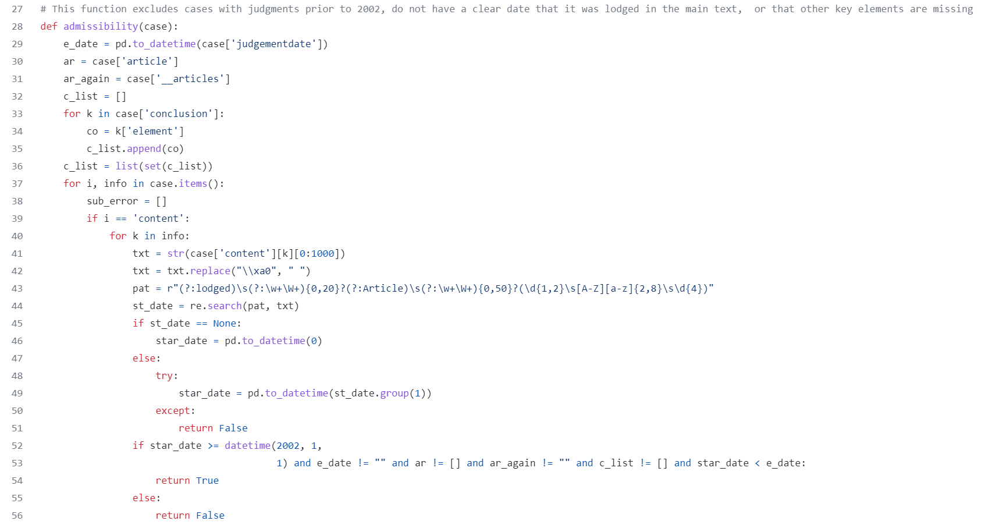 27 # This function excludes cases with judgments prior to 2002, do not have a clear date that it was lodged in the main text,  or that other key elements are missing
28 def admissibility(case):
29     e_date = pd.to_datetime(case['judgementdate'])
30     ar = case['article']
31     ar_again = case['__articles']
32     c_list = []
33     for k in case['conclusion']:
34         co = k['element']
35         c_list.append(co)
36     c_list = list(set(c_list))
37     for i, info in case.items():
38         sub_error = []
39         if i == 'content':
40             for k in info:
41                 txt = str(case['content'][k][0:1000])
42                 txt = txt.replace("\\xa0", " ")
43                 pat = r"(?:lodged)\s(?:\w+\W+){0,20}?(?:Article)\s(?:\w+\W+){0,50}?(\d{1,2}\s[A-Z][a-z]{2,8}\s\d{4})"
44                 st_date = re.search(pat, txt)
45                 if st_date == None:
46                     star_date = pd.to_datetime(0)
47                 else:
48                     try:
49                         star_date = pd.to_datetime(st_date.group(1))
50                     except:
51                         return False
52                 if star_date >= datetime(2002, 1,
53                                          1) and e_date != "" and ar != [] and ar_again != "" and c_list != [] and star_date < e_date:
54                     return True
55                 else:
56                     return False